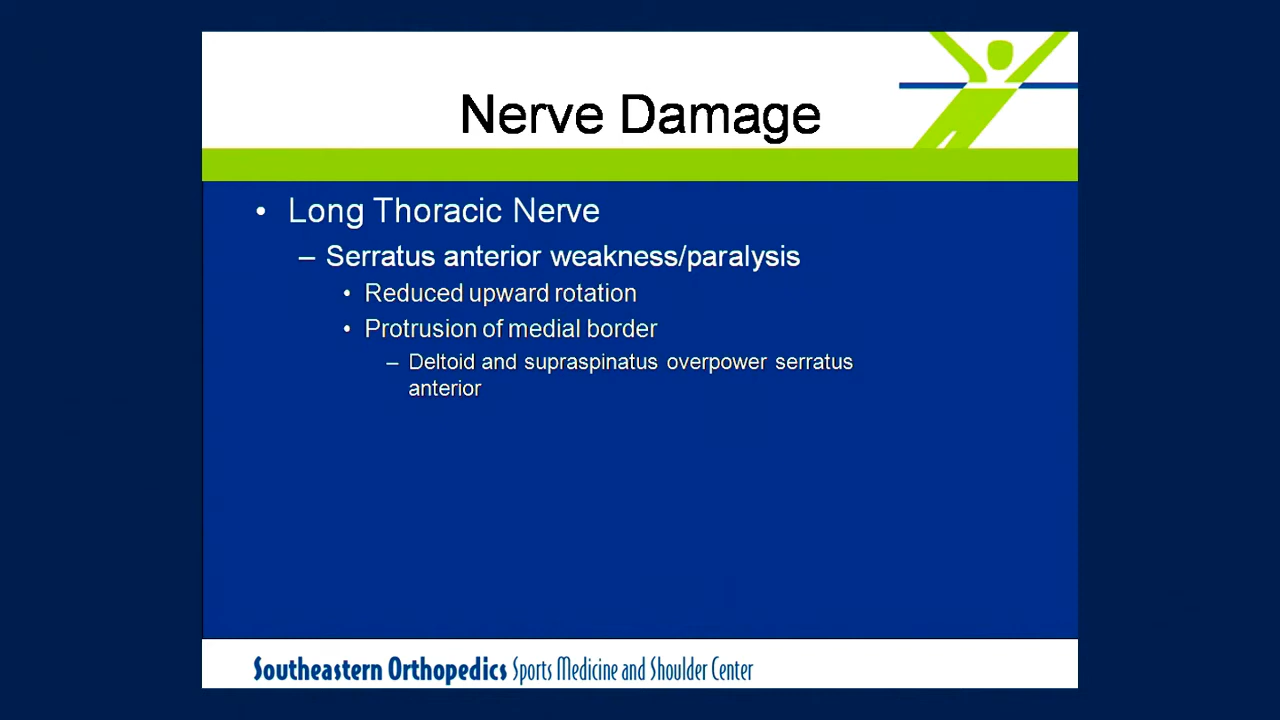 Nerve Damage
• Long Thoracic Nerve
– Serratus anterior weakness/paralysis
• Reduced upward rotation
• Protrusion of medial border
– Deltoid and supraspinatus overpower serratus
anterior
Southeastern Orthopedics Sports Medicine and Shoulder Center